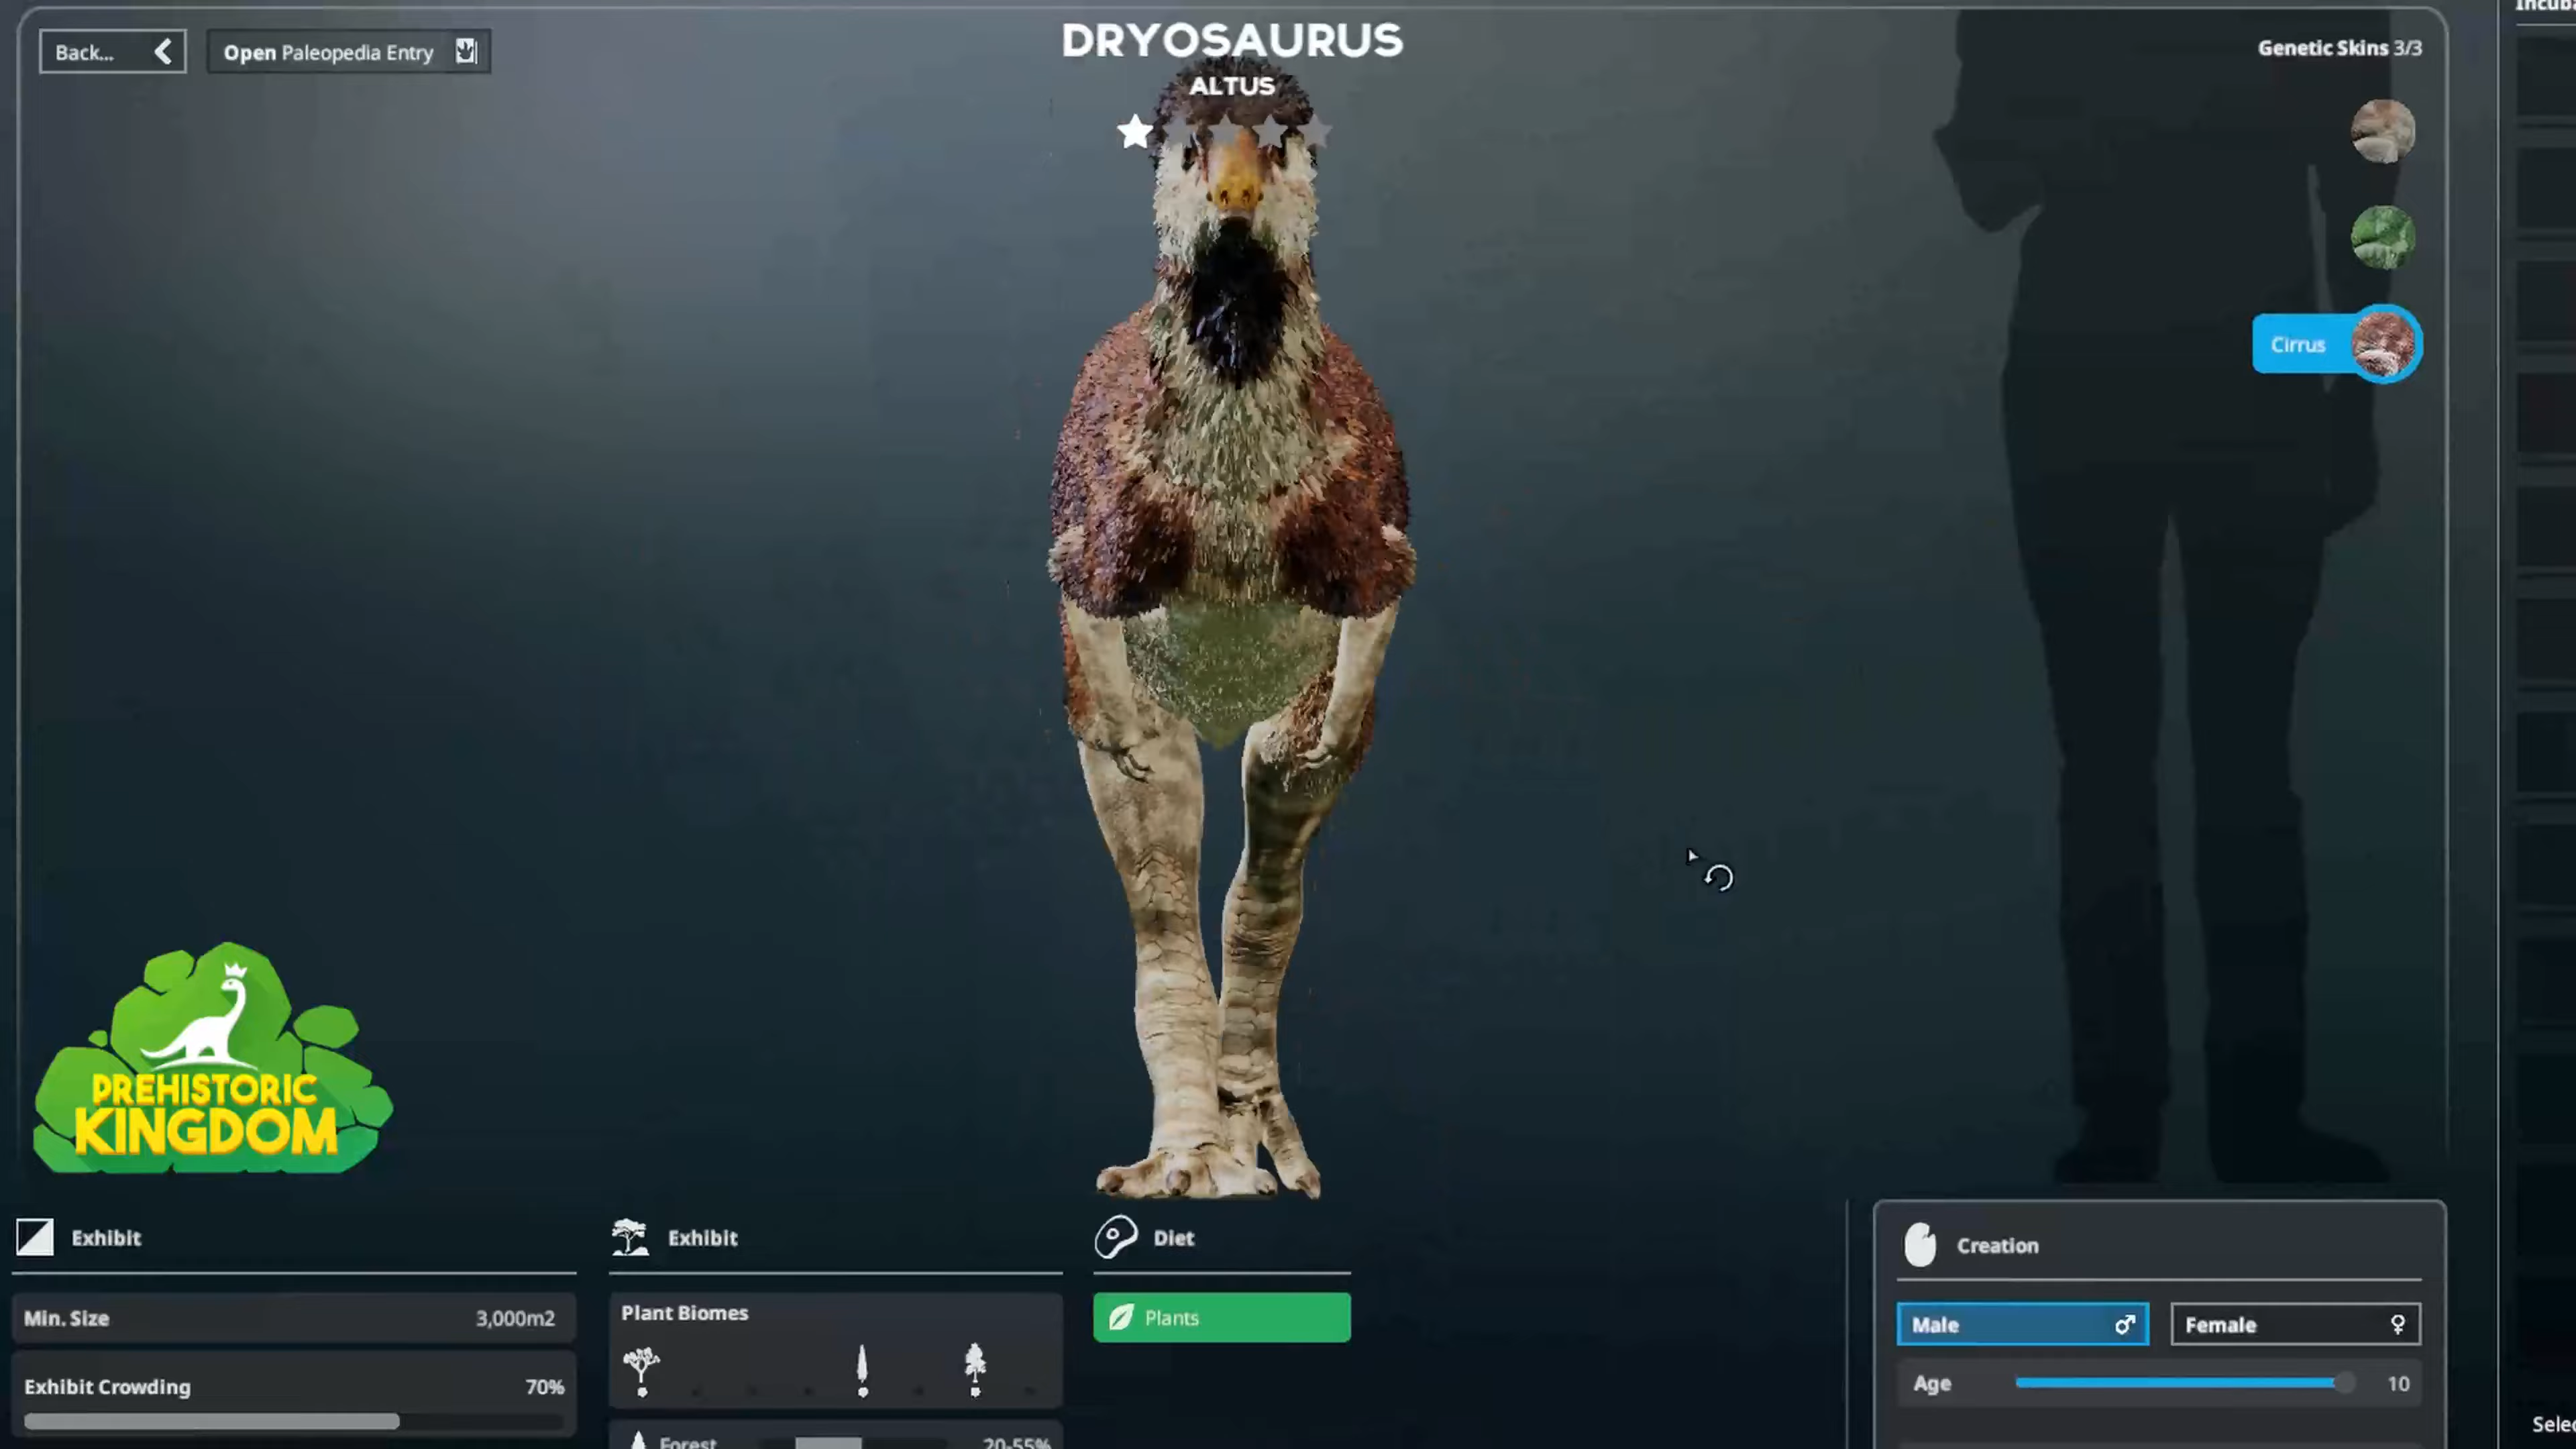 Back...
Open Paleopedia Entry
DRYOSAURUS
ALTUS
Genetic Skins 3/3
Cirrus
PREHISTORIC
KINGDOM
Exhibit
Min. Size 3,000m2
Exhibit Crowding 70%
Exhibit
Plant Biomes
Forest 20-55%
Diet
Plants
Creation
Male
Female
Age 10